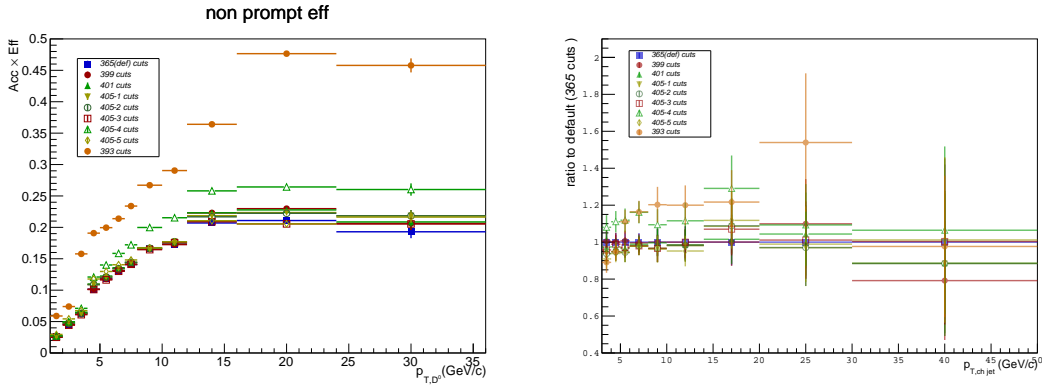 non prompt eff
Acc × Eff
0.5
0.45
0.4
0.35
0.3
0.25
0.2
0.15
0.1
0.05
0
365(def) cuts
399 cuts
401 cuts
405-1 cuts
405-2 cuts
405-3 cuts
405-4 cuts
405-5 cuts
393 cuts
5 10 15 20 25 30 35
p_T,D⁰ (GeV/c)
ratio to default (365 cuts )
2
1.8
1.6
1.4
1.2
1
0.8
0.6
0.4
365(def) cuts
399 cuts
401 cuts
405-1 cuts
405-2 cuts
405-3 cuts
405-4 cuts
405-5 cuts
393 cuts
5 10 15 20 25 30 35 40 45 50
p_T,ch jet (GeV/c)